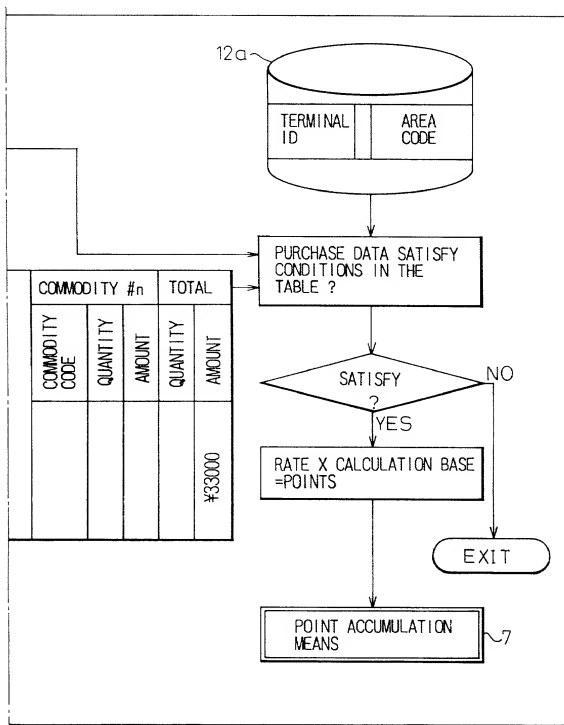 12a
TERMINAL
ID
AREA
CODE
PURCHASE DATA SATISFY
CONDITIONS IN THE
TABLE ?
COMMODITY #n
TOTAL
COMMODITY
CODE
QUANTITY
AMOUNT
QUANTITY
AMOUNT
¥33000
SATISFY
?
NO
YES
RATE X CALCULATION BASE
=POINTS
EXIT
POINT ACCUMULATION
MEANS
7